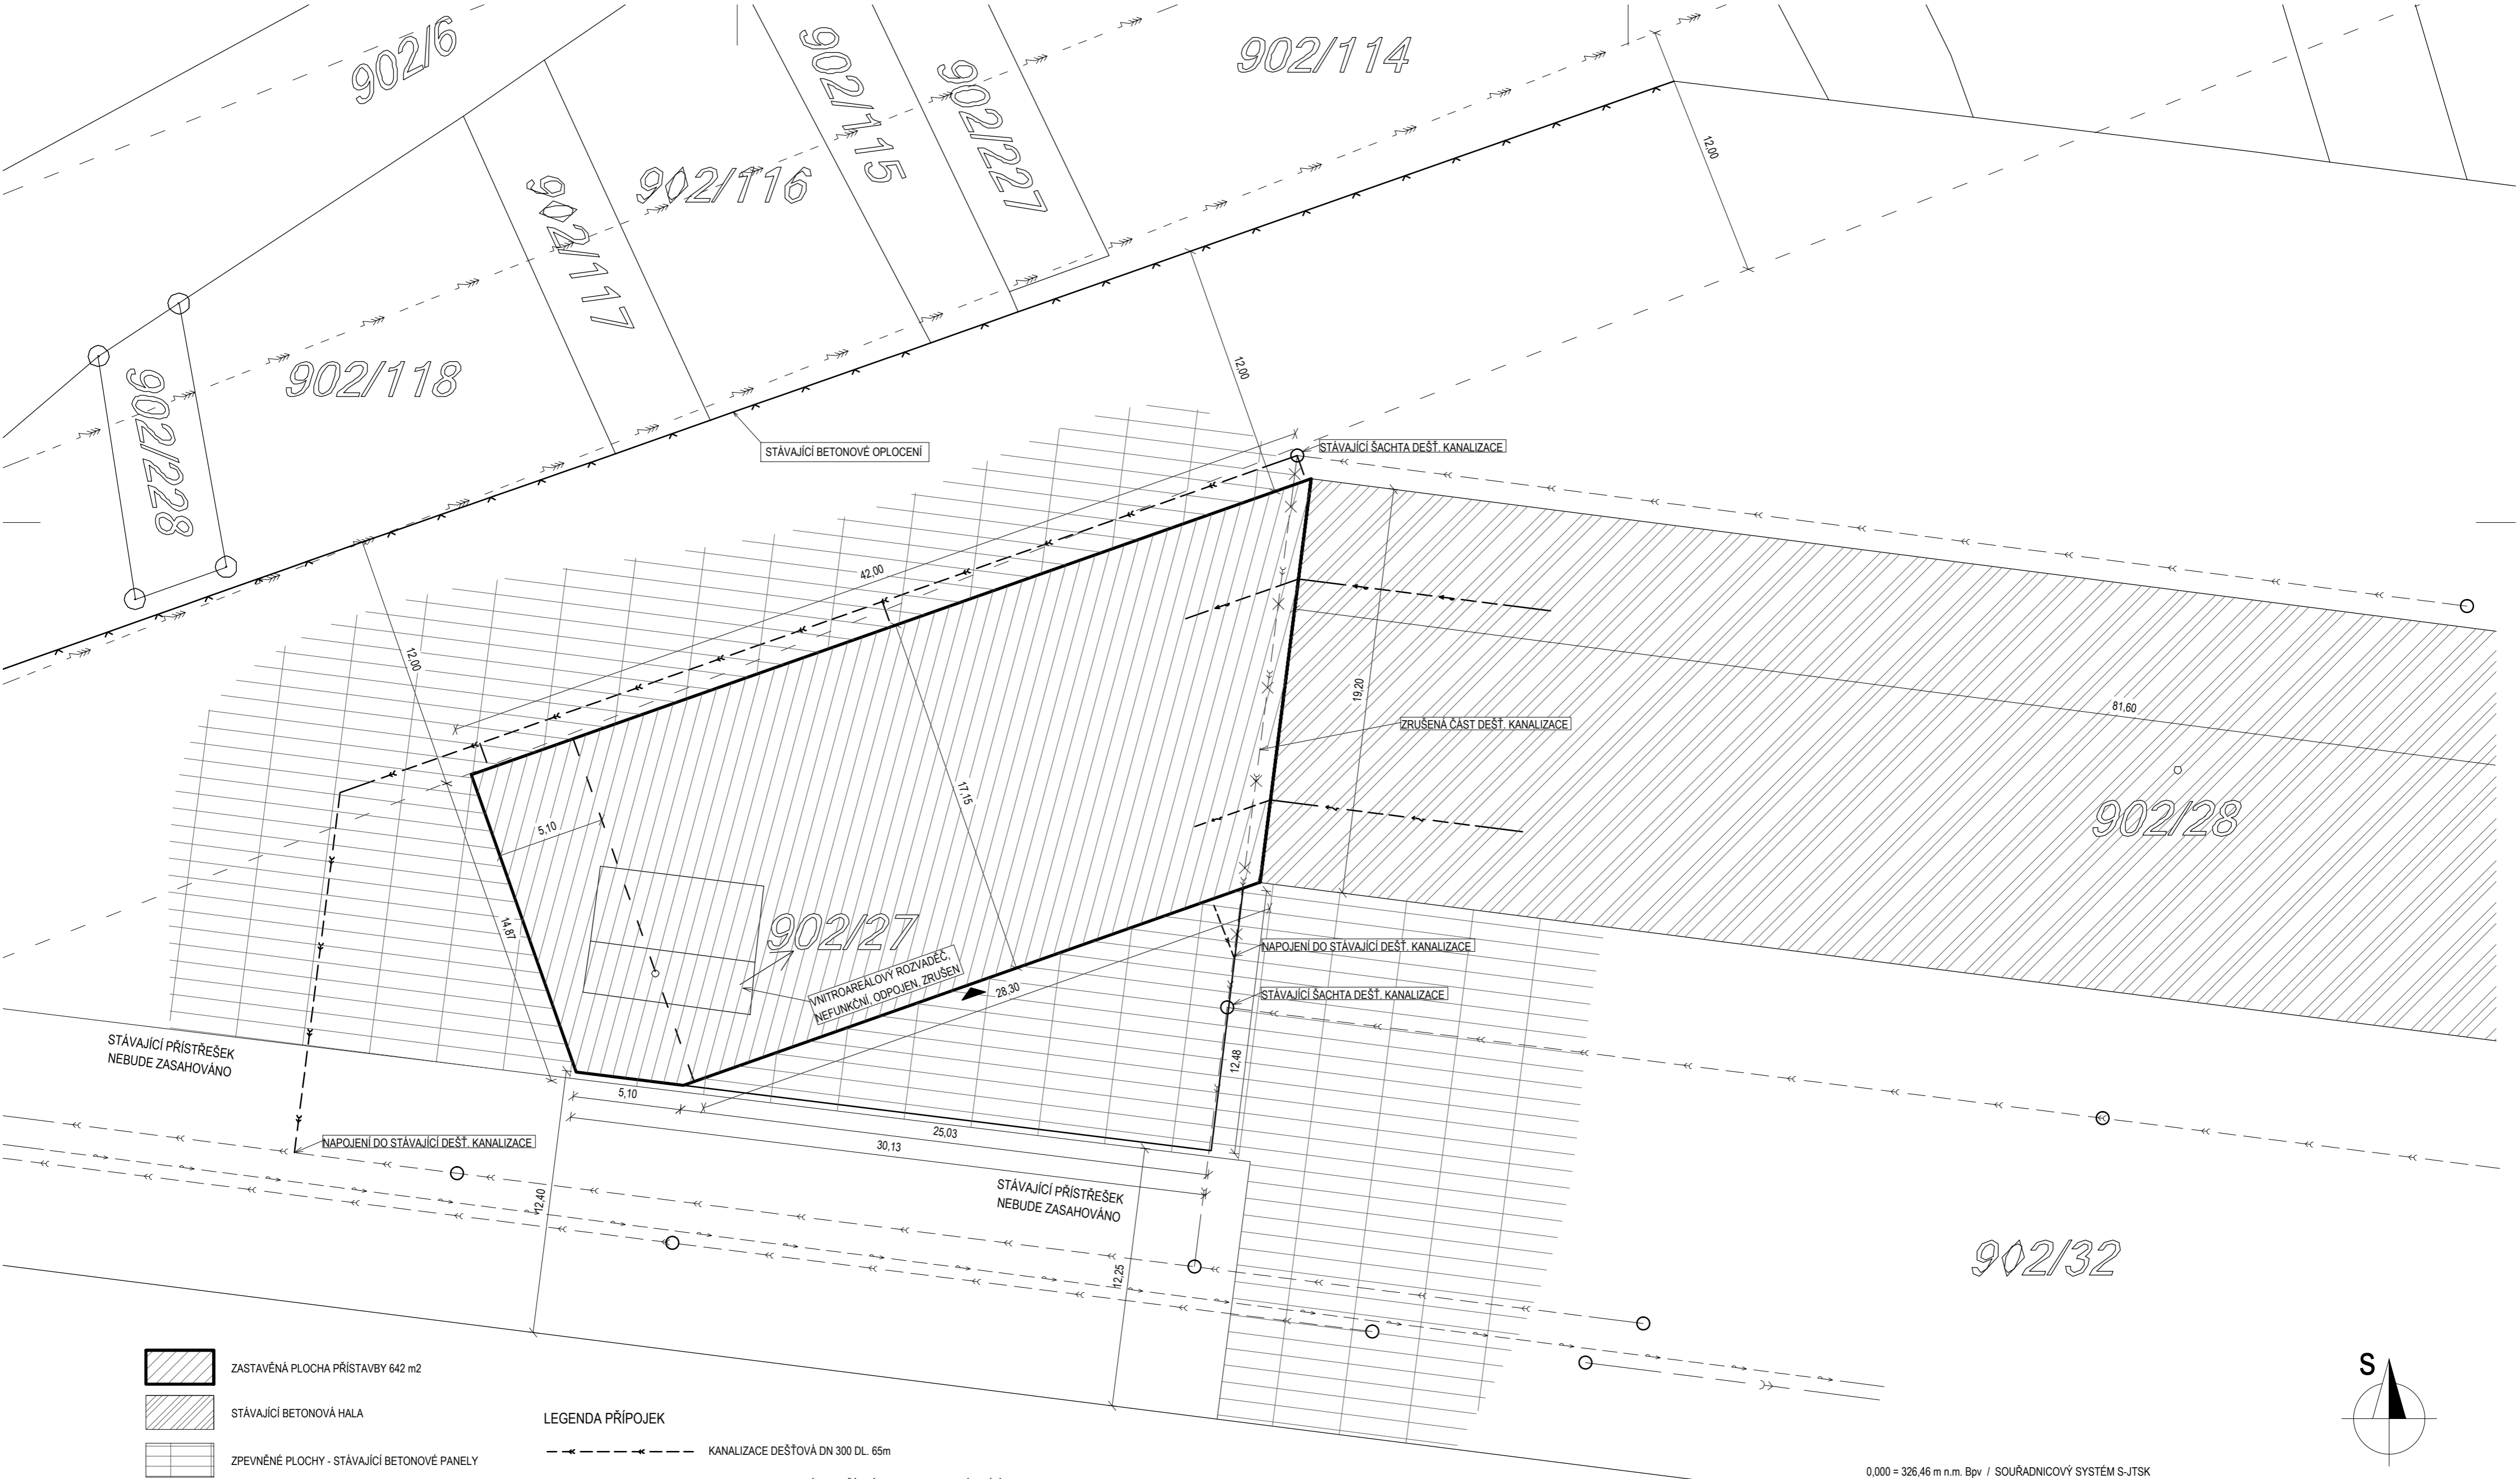 902/6
902/115
902/227
902/114
12,00
902/117
902/116
902/228
902/118
12,00
STÁVAJÍCÍ BETONOVÉ OPLOCENÍ
STÁVAJÍCÍ ŠACHTA DEŠŤ. KANALIZACE
42,00
12,00
19,20
81,60
ZRUŠENÁ ČÁST DEŠŤ. KANALIZACE
17,15
5,10
902/28
14,87
902/27
VNITROAREÁLOVÝ ROZVADĚČ,
NEFUNKČNÍ, ODPOJEN, ZRUŠEN
28,30
NAPOJENÍ DO STÁVAJÍCÍ DEŠŤ. KANALIZACE
STÁVAJÍCÍ ŠACHTA DEŠŤ. KANALIZACE
STÁVAJÍCÍ PŘÍSTŘEŠEK
NEBUDE ZASAHOVÁNO
12,48
5,10
25,03
30,13
NAPOJENÍ DO STÁVAJÍCÍ DEŠŤ. KANALIZACE
12,40
STÁVAJÍCÍ PŘÍSTŘEŠEK
NEBUDE ZASAHOVÁNO
12,25
902/32
ZASTAVĚNÁ PLOCHA PŘÍSTAVBY 642 m2
STÁVAJÍCÍ BETONOVÁ HALA
ZPEVNĚNÉ PLOCHY - STÁVAJÍCÍ BETONOVÉ PANELY
LEGENDA PŘÍPOJEK
KANALIZACE DEŠŤOVÁ DN 300 DL. 65m
S
0,000 = 326,46 m n.m. Bpv / SOUŘADNICOVÝ SYSTÉM S-JTSK